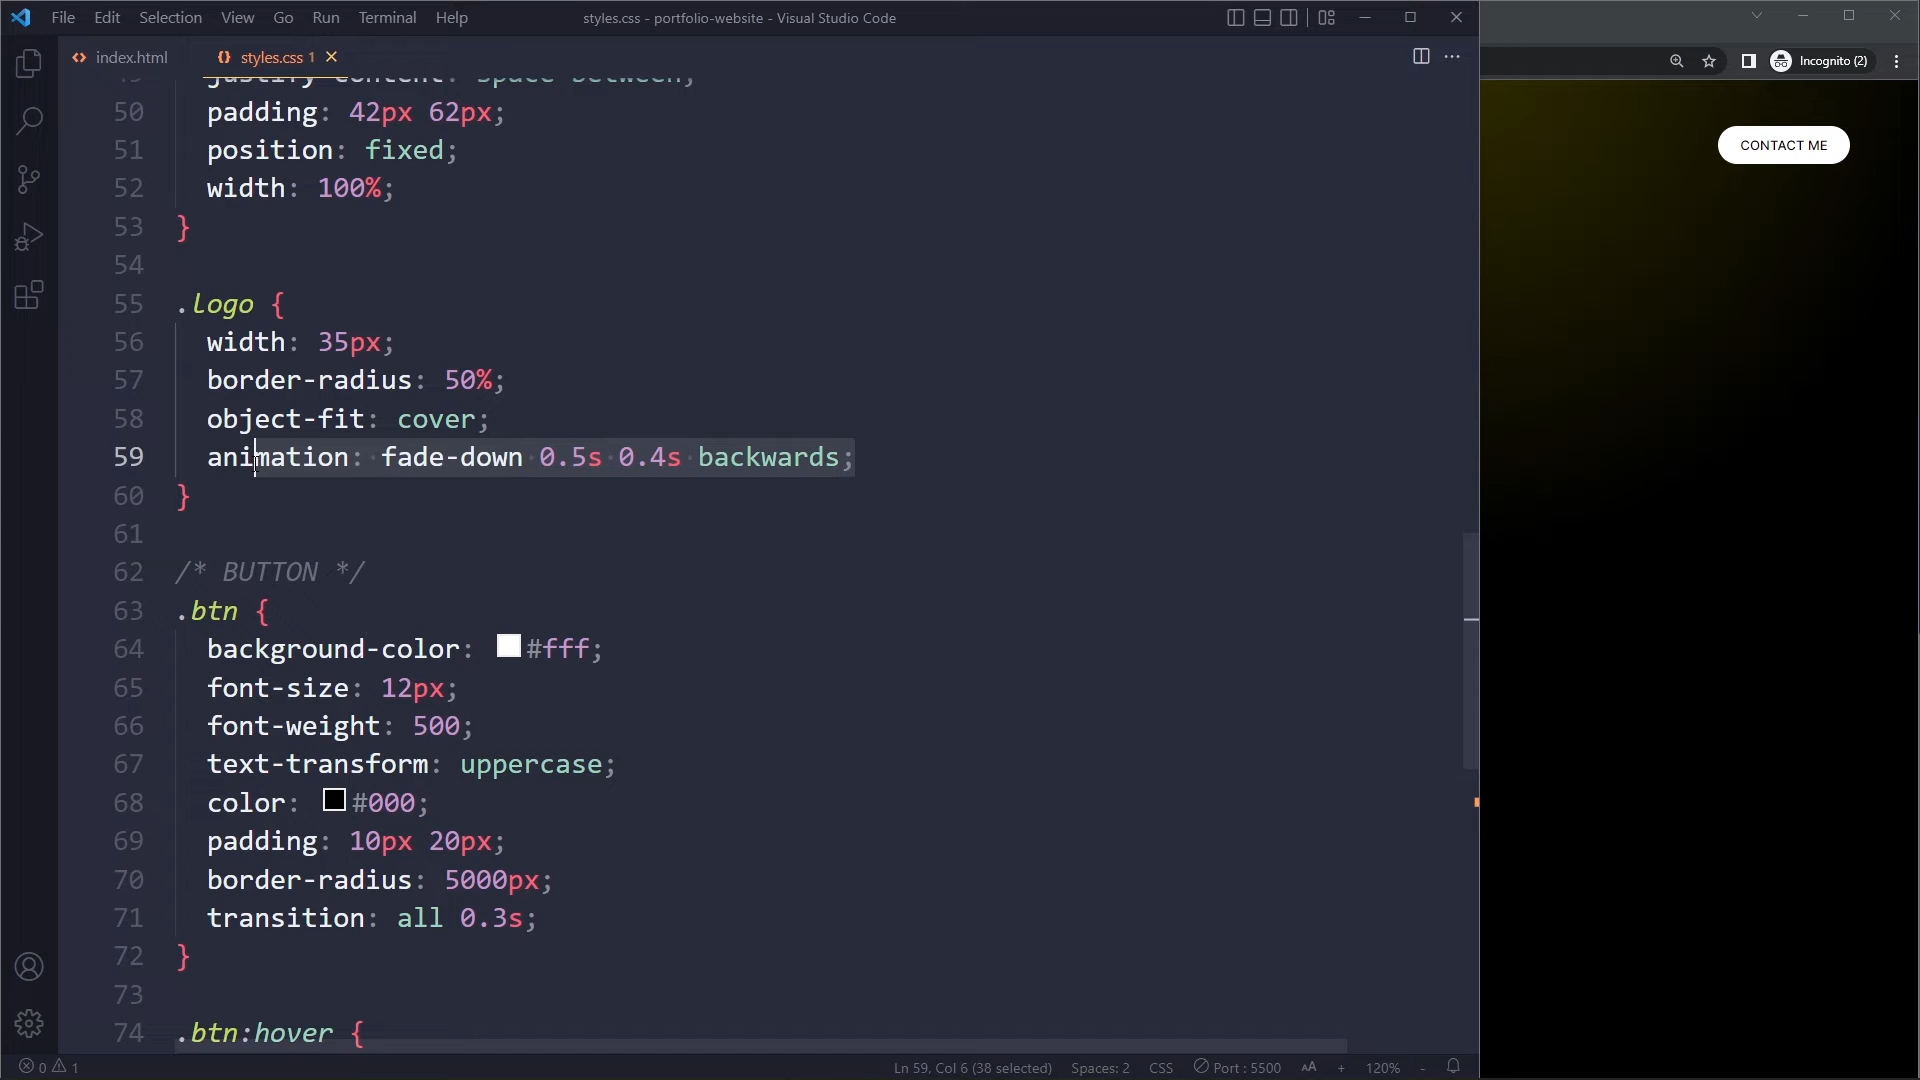 File Edit Selection View Go Run Terminal Help
styles.css - portfolio-website - Visual Studio Code
index.html
styles.css 1
Incognito (2)
49 justify-content: space-between;
50 padding: 42px 62px;
51 position: fixed;
52 width: 100%;
53 }
54
55 .logo {
56 width: 35px;
57 border-radius: 50%;
58 object-fit: cover;
59 animation: fade-down 0.5s 0.4s backwards;
60 }
61
62 /* BUTTON */
63 .btn {
64 background-color: #fff;
65 font-size: 12px;
66 font-weight: 500;
67 text-transform: uppercase;
68 color: #000;
69 padding: 10px 20px;
70 border-radius: 5000px;
71 transition: all 0.3s;
72 }
73
74 .btn:hover {
CONTACT ME
0 1
Ln 59, Col 6 (38 selected) Spaces: 2 CSS Port : 5500 AA + 120% -